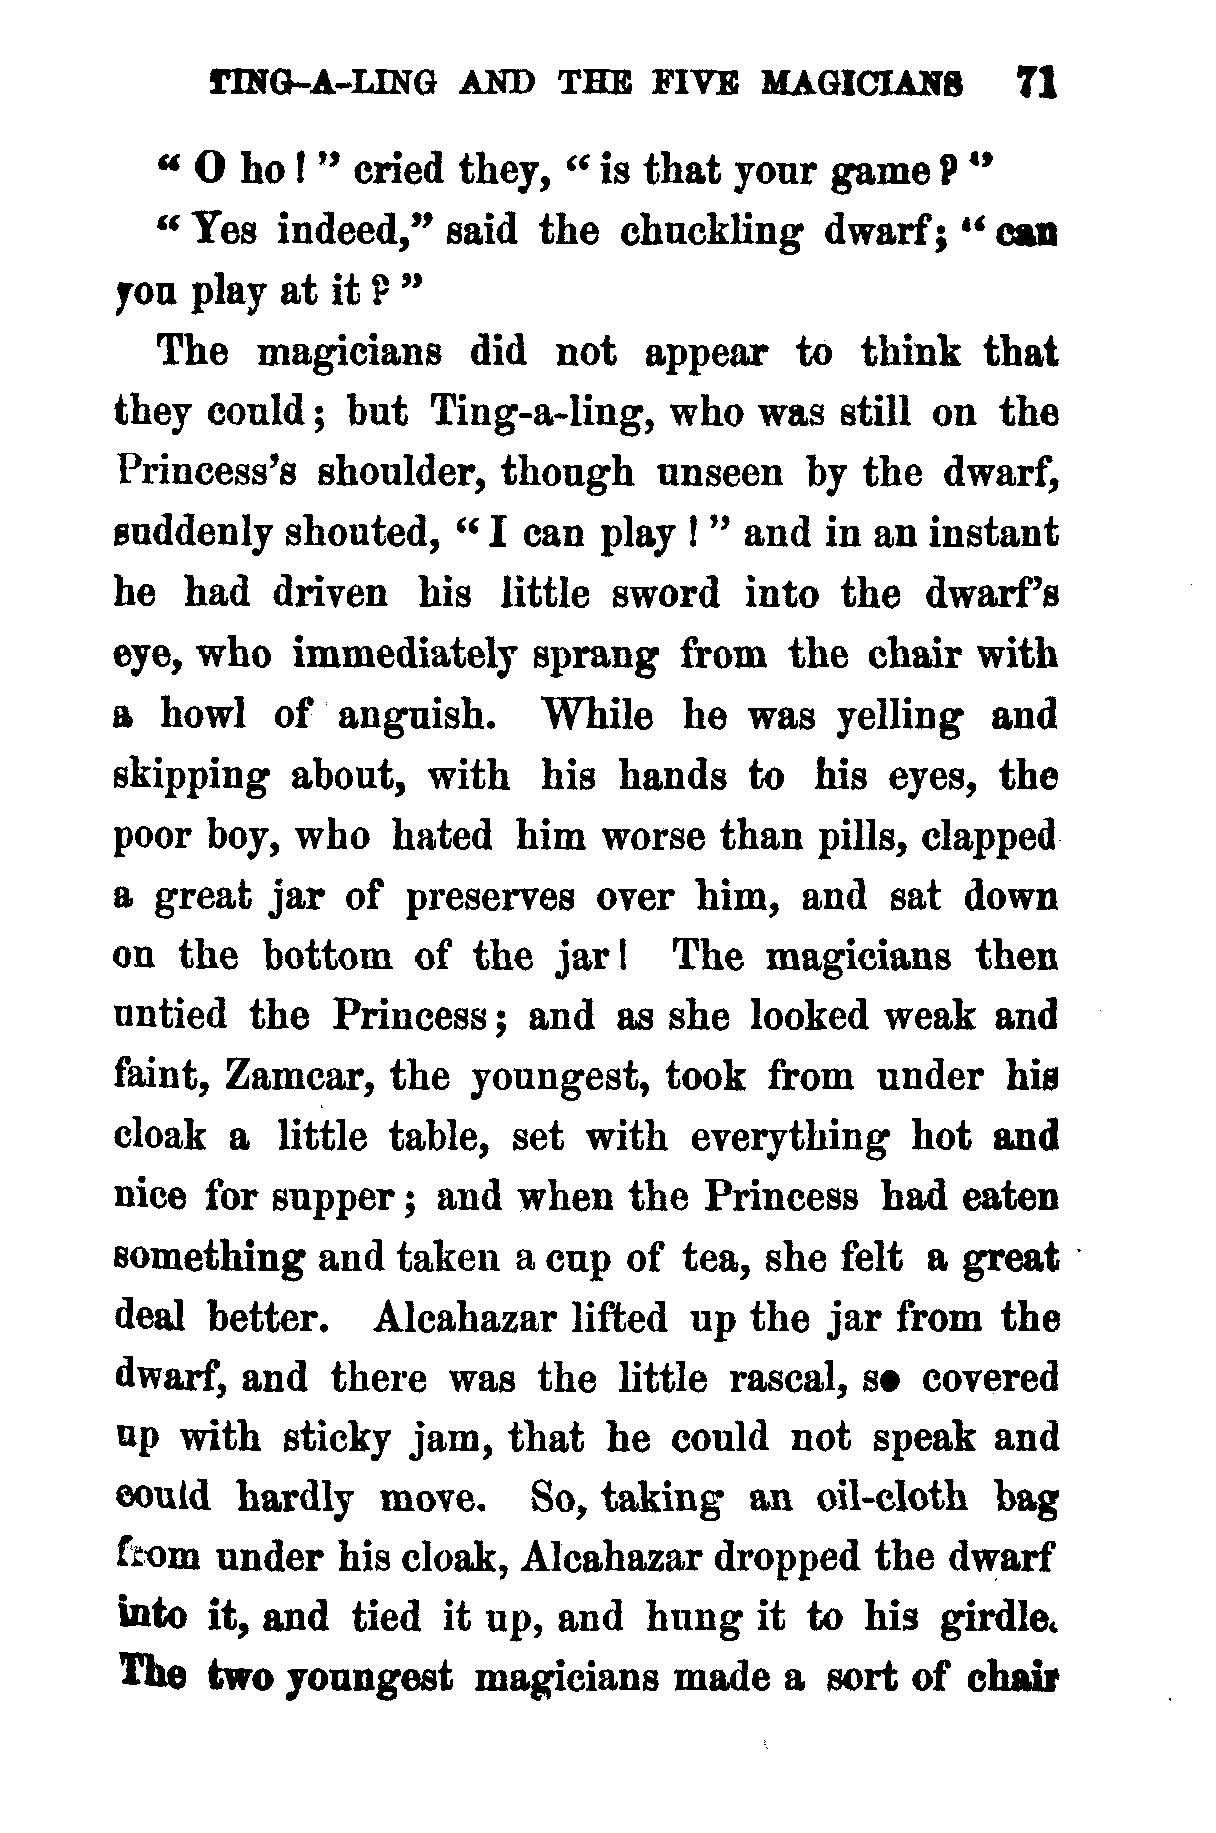 TING-A-LING AND THE FIVE MAGICIANS 71
“ O ho ! ” cried they, “ is that your game ? ”
“ Yes indeed,” said the chuckling dwarf; “ can
you play at it ? ”
The magicians did not appear to think that
they could ; but Ting-a-ling, who was still on the
Princess’s shoulder, though unseen by the dwarf,
suddenly shouted, “ I can play ! ” and in an instant
he had driven his little sword into the dwarf’s
eye, who immediately sprang from the chair with
a howl of anguish. While he was yelling and
skipping about, with his hands to his eyes, the
poor boy, who hated him worse than pills, clapped
a great jar of preserves over him, and sat down
on the bottom of the jar ! The magicians then
untied the Princess ; and as she looked weak and
faint, Zamcar, the youngest, took from under his
cloak a little table, set with everything hot and
nice for supper ; and when the Princess had eaten
something and taken a cup of tea, she felt a great
deal better. Alcahazar lifted up the jar from the
dwarf, and there was the little rascal, so covered
up with sticky jam, that he could not speak and
could hardly move. So, taking an oil-cloth bag
from under his cloak, Alcahazar dropped the dwarf
into it, and tied it up, and hung it to his girdle.
The two youngest magicians made a sort of chair